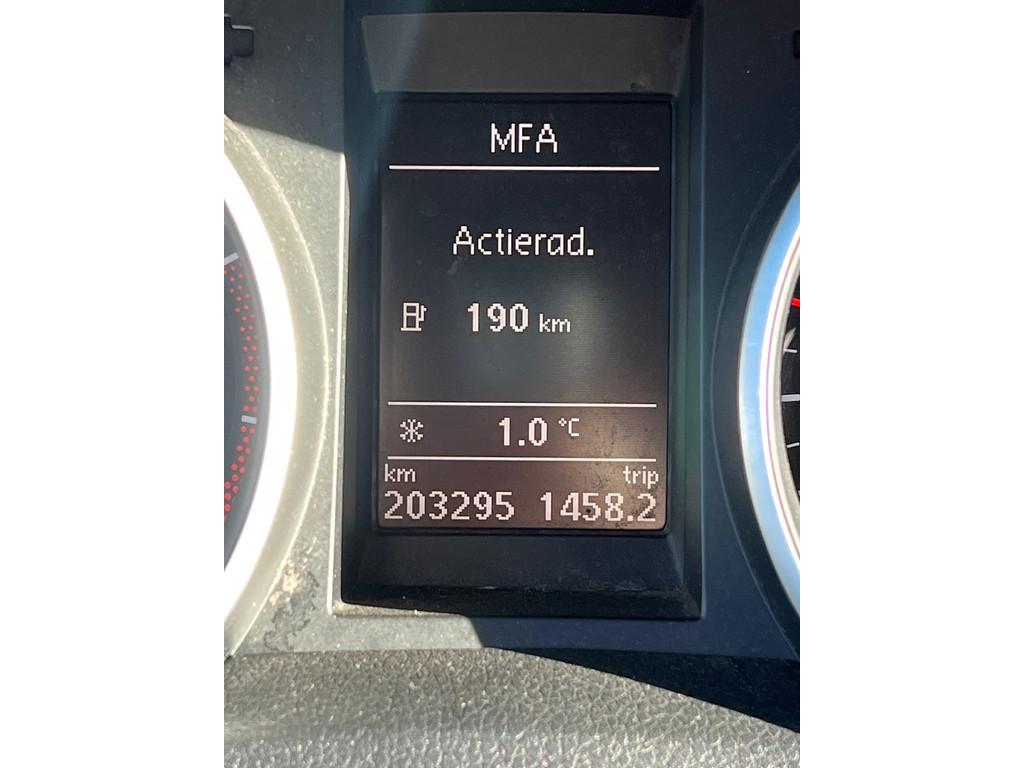 MFA
Actierad.
190 km
1.0 °C
km trip
203295 1458.2